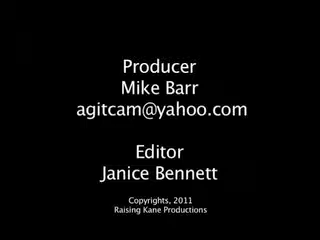 Producer
Mike Barr
agitcam@yahoo.com
Editor
Janice Bennett
Copyrights, 2011
Raising Kane Productions